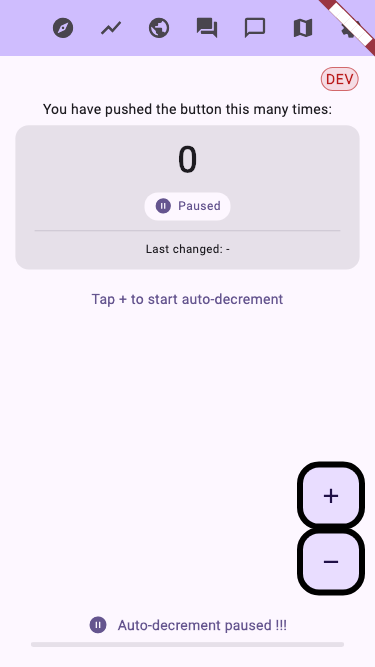 DEV
You have pushed the button this many times:
0
Paused
Last changed: -
Tap + to start auto-decrement
+
−
Auto-decrement paused !!!